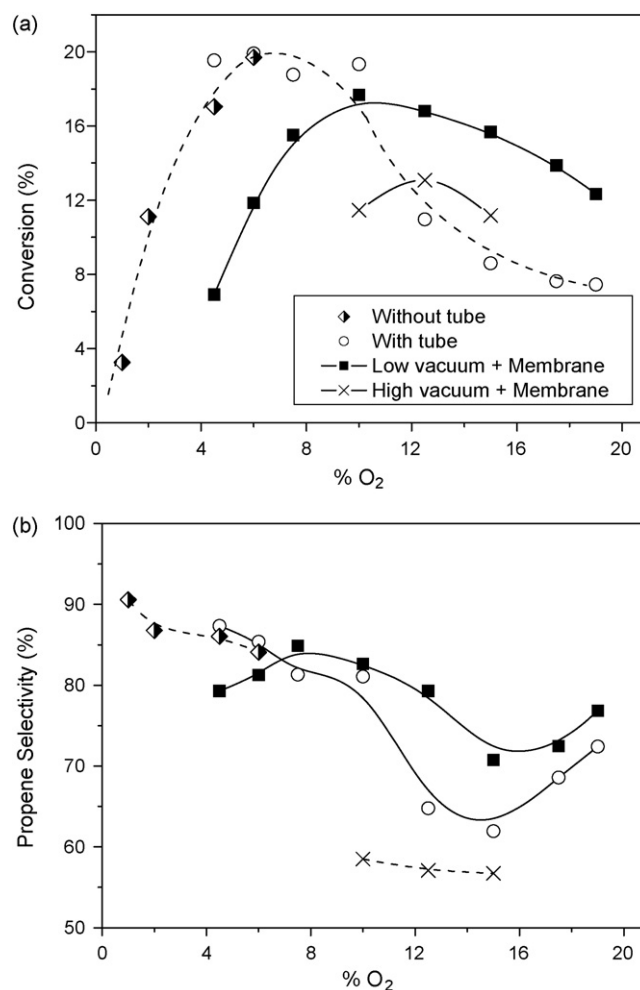 (a)
20
16
12
8
4
0
Conversion (%)
0 4 8 12 16 20
% O₂
Without tube
With tube
Low vacuum + Membrane
High vacuum + Membrane
(b)
100
90
80
70
60
50
Propene Selectivity (%)
0 4 8 12 16 20
% O₂